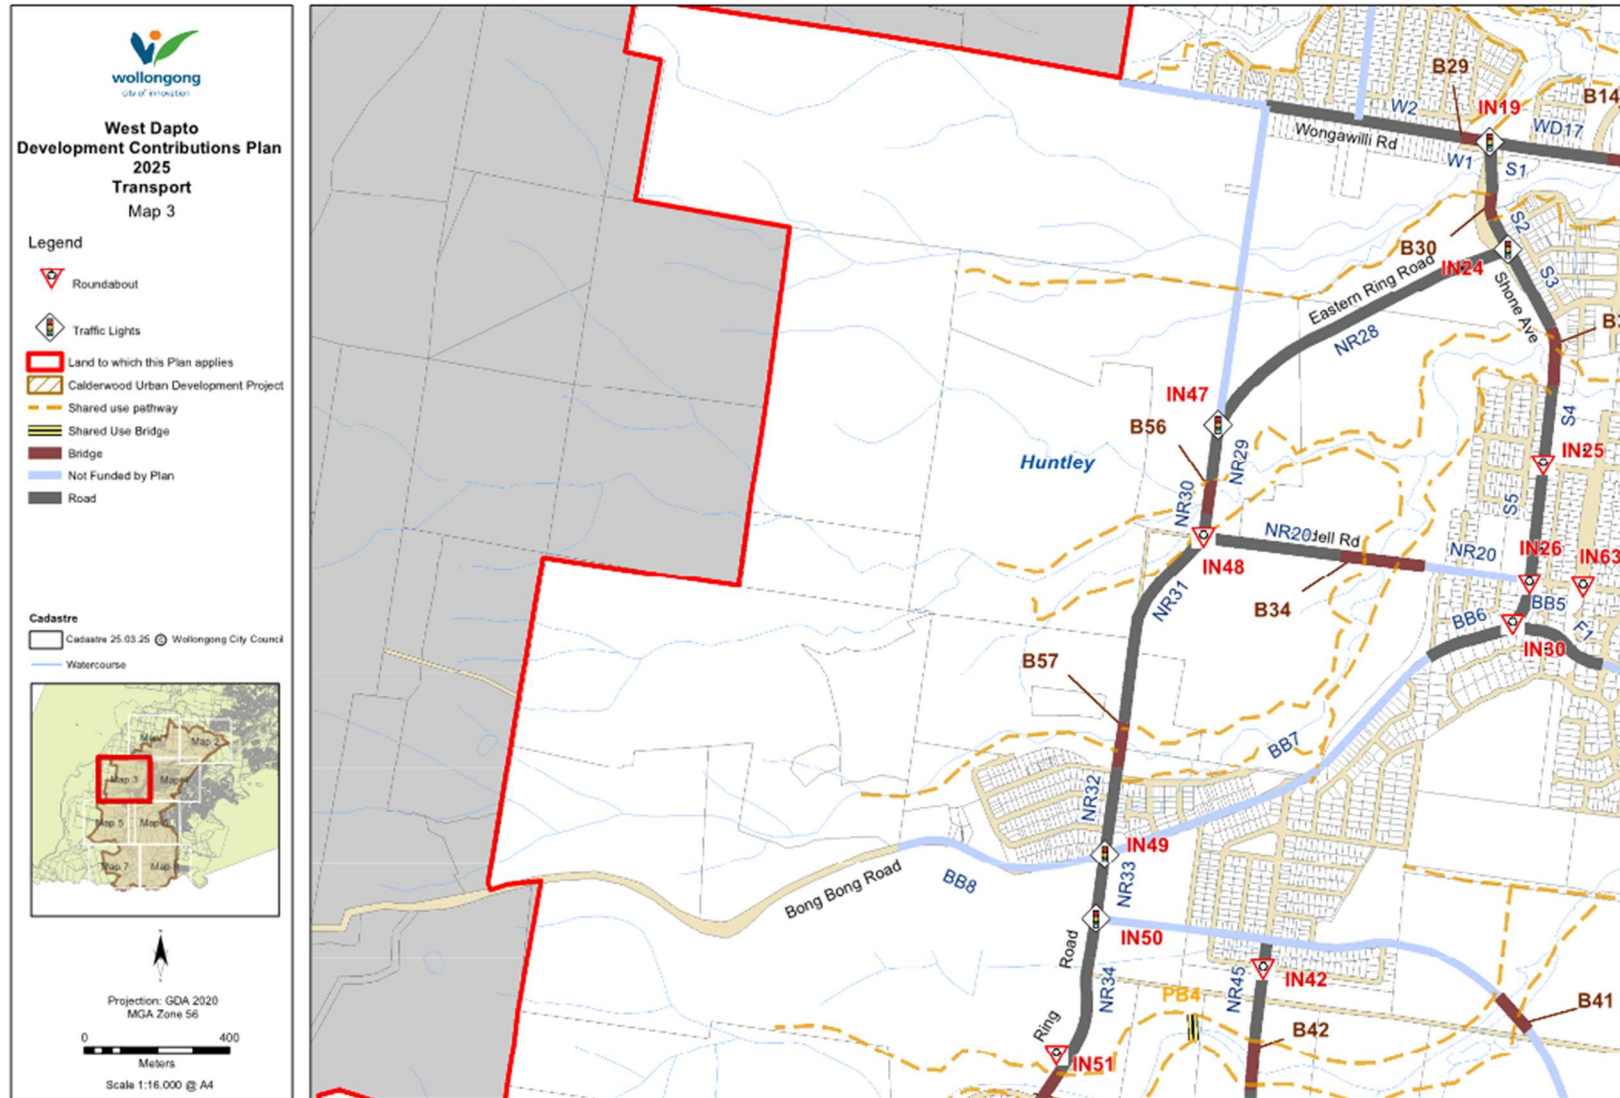 wollongong
city of innovation
West Dapto
Development Contributions Plan
2025
Transport
Map 3
Legend
Roundabout
Traffic Lights
Land to which this Plan applies
Calderwood Urban Development Project
Shared use pathway
Shared Use Bridge
Bridge
Not Funded by Plan
Road
Cadastre
Cadastre 25.03.25 © Wollongong City Council
Watercourse
Map 2
Map 3
Map 5
Map 7
N
Projection: GDA 2020
MGA Zone 56
0 400
Meters
Scale 1:16.000 @ A4
B29
IN19
B14
W2
WD17
Wongawilli Rd
W1
S1
S2
B30
IN24
S3
Eastern Ring Road
Shone Ave
NR28
IN47
B56
S4
Huntley
NR29
IN25
NR30
S5
NR20 dell Rd
NR20
IN26
IN63
IN48
B34
BB5
NR31
BB6
F1
IN30
B57
BB7
NR32
IN49
NR33
BB8
Bong Bong Road
IN50
Road
NR34
NR45
IN42
PB4
B41
Ring
B42
IN51